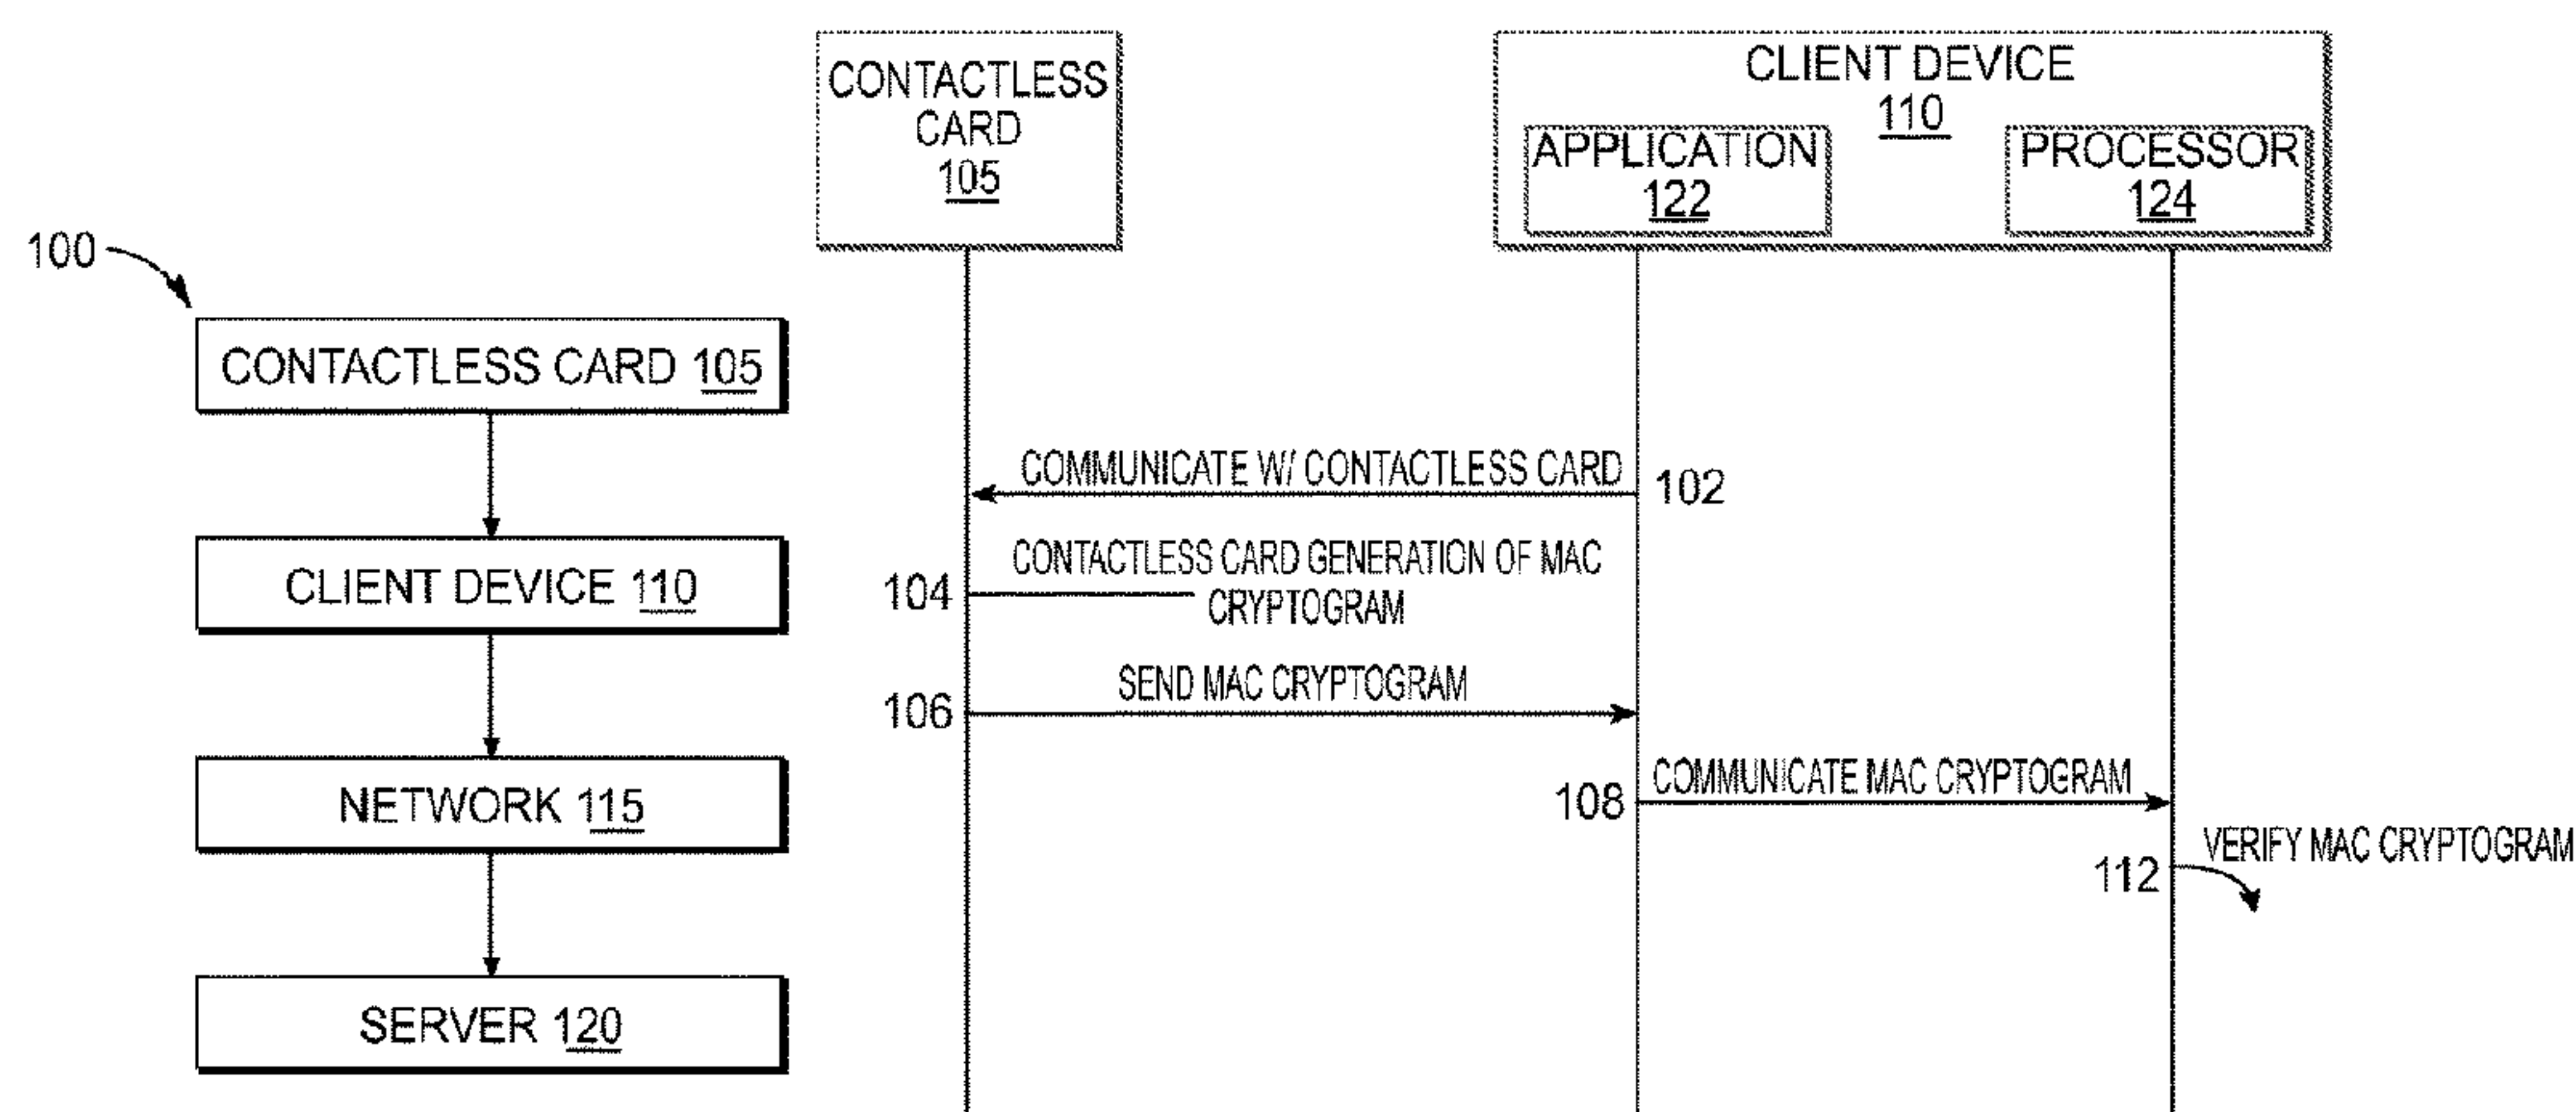 100
CONTACTLESS CARD 105
CLIENT DEVICE 110
NETWORK 115
SERVER 120
CONTACTLESS
CARD
105
CLIENT DEVICE
110
APPLICATION
122
PROCESSOR
124
COMMUNICATE W/ CONTACTLESS CARD
102
CONTACTLESS CARD GENERATION OF MAC
104
CRYPTOGRAM
SEND MAC CRYPTOGRAM
106
COMMUNICATE MAC CRYPTOGRAM
108
VERIFY MAC CRYPTOGRAM
112